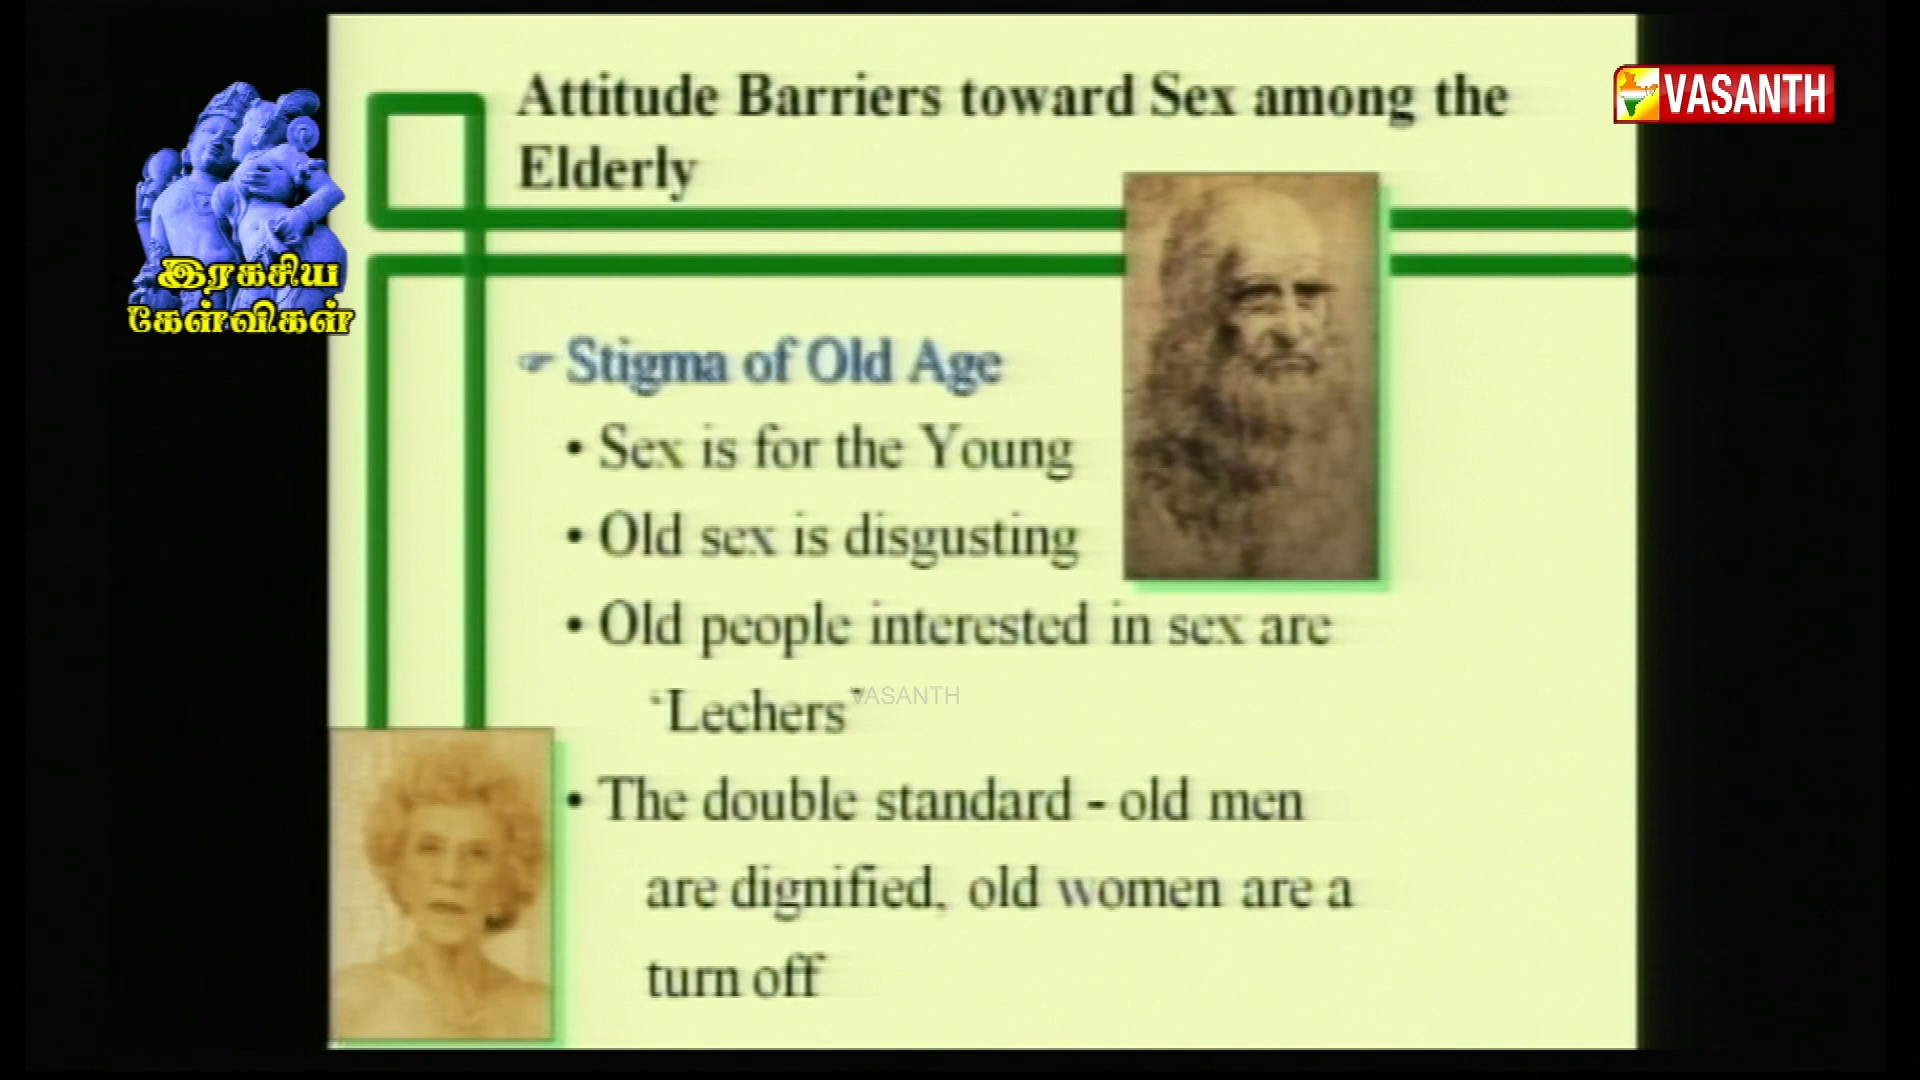 Attitude Barriers toward Sex among the
Elderly
VASANTH
இரகசிய
கேள்விகள்
☞ Stigma of Old Age
• Sex is for the Young
• Old sex is disgusting
• Old people interested in sex are
‘Lechers’
VASANTH
• The double standard - old men
are dignified, old women are a
turn off